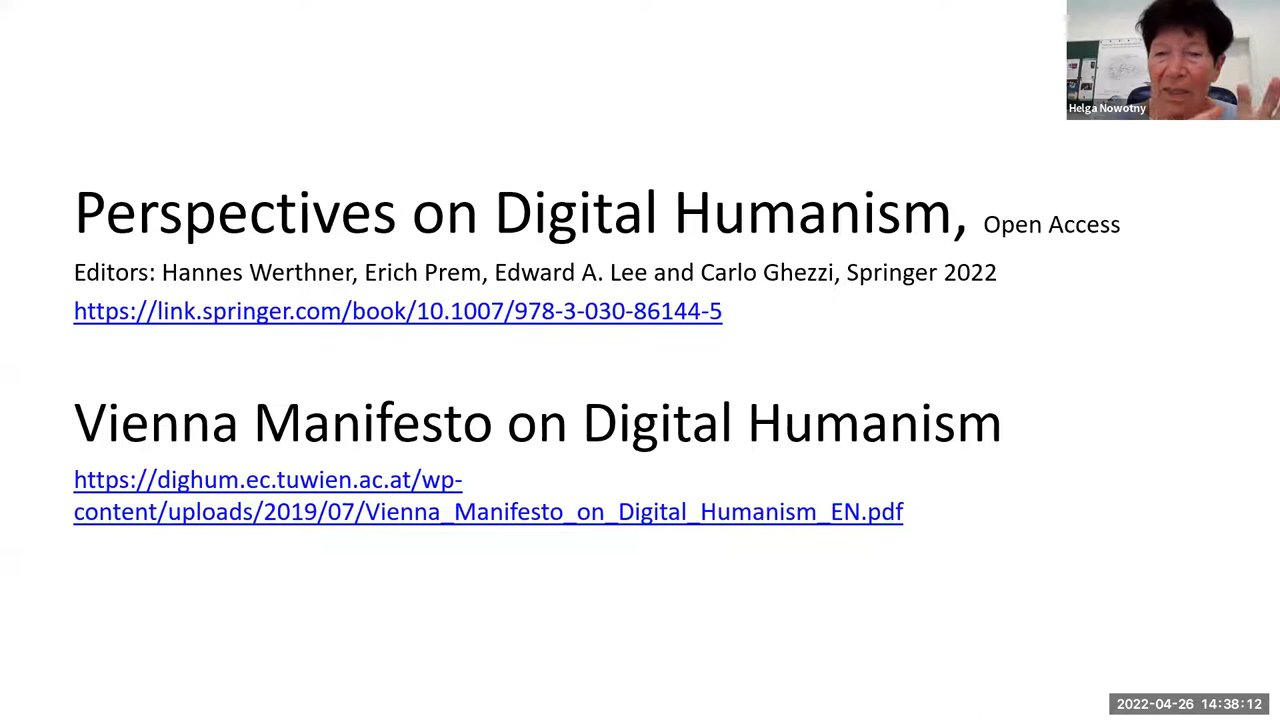 Helga Nowotny
Perspectives on Digital Humanism, Open Access
Editors: Hannes Werthner, Erich Prem, Edward A. Lee and Carlo Ghezzi, Springer 2022
https://link.springer.com/book/10.1007/978-3-030-86144-5
Vienna Manifesto on Digital Humanism
https://dighum.ec.tuwien.ac.at/wp-
content/uploads/2019/07/Vienna_Manifesto_on_Digital_Humanism_EN.pdf
2022-04-26 14:38:12